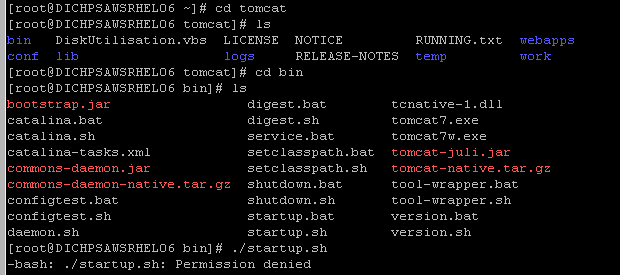 [root@DICHPSAWSRHEL06 ~]# cd tomcat
[root@DICHPSAWSRHEL06 tomcat]# ls
bin DiskUtilisation.vbs LICENSE NOTICE RUNNING.txt webapps
conf lib logs RELEASE-NOTES temp work
[root@DICHPSAWSRHEL06 tomcat]# cd bin
[root@DICHPSAWSRHEL06 bin]# ls
bootstrap.jar digest.bat tcnative-1.dll
catalina.bat digest.sh tomcat7.exe
catalina.sh service.bat tomcat7w.exe
catalina-tasks.xml setclasspath.bat tomcat-juli.jar
commons-daemon.jar setclasspath.sh tomcat-native.tar.gz
commons-daemon-native.tar.gz shutdown.bat tool-wrapper.bat
configtest.bat shutdown.sh tool-wrapper.sh
configtest.sh startup.bat version.bat
daemon.sh startup.sh version.sh
[root@DICHPSAWSRHEL06 bin]# ./startup.sh
-bash: ./startup.sh: Permission denied